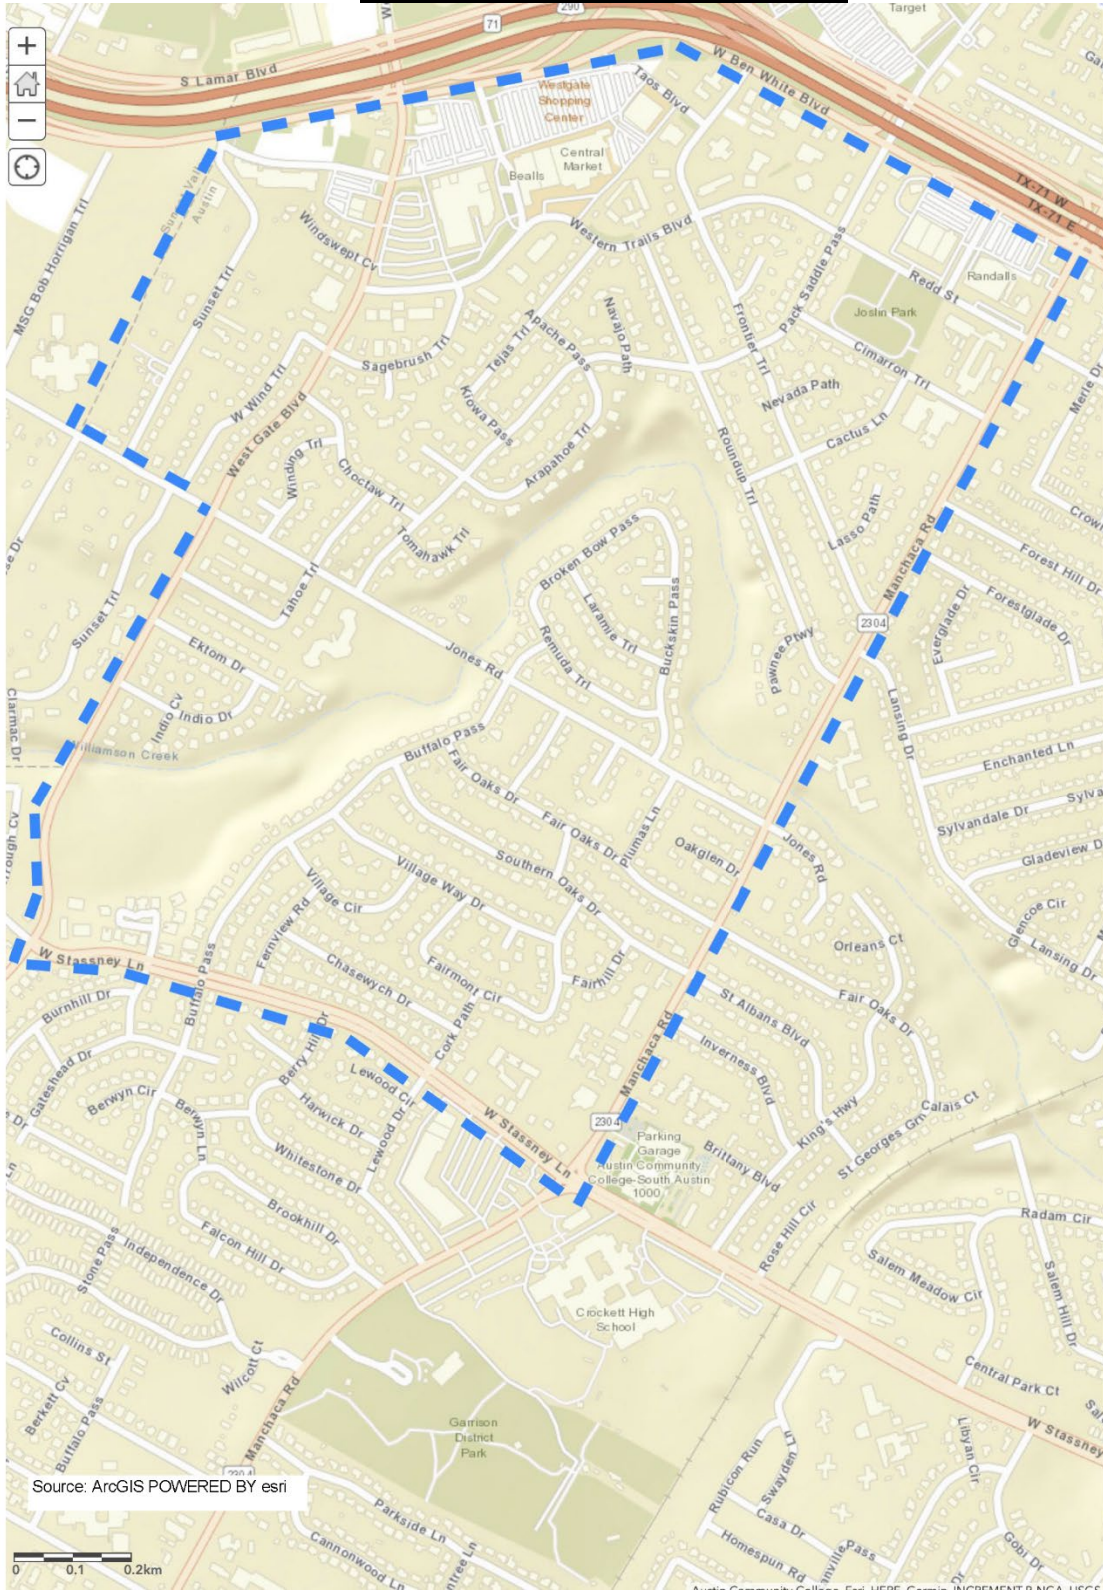 Target
290
71
S Lamar Blvd
W Ben White Blvd
Taos Blvd
Westgate
Shopping
Center
Central
Market
Bealls
TX-71 W
TX-71 E
Austin
MSG Bob Horrigan Trl
Windswept Cv
Western Trails Blvd
Sunset Trl
Pack Saddle Pass
Redd St
Randalls
Joslin Park
Navajo Path
Apache Pass
Tejas Trl
Frontier Trl
Sagebrush Trl
Cimarron Trl
Merle Dr
W Wind Trl
Kiowa Pass
Nevada Path
West Gate Blvd
Cactus Ln
Arapahoe Trl
Roundup Trl
Winding Trl
Choctaw Trl
Lasso Path
Tomahawk Trl
Broken Bow Pass
Manchaca Rd
Forest Hill Dr
Tahoe Trl
Laramie Trl
Buckskin Pass
Everglade Dr
Forestglade Dr
Sunset Trl
2304
Ektom Dr
Jones Rd
Remuda Trl
Pawnee Ptwy
Clarmac Dr
Indio Cv
Indio Dr
Lansing Dr
Williamson Creek
Buffalo Pass
Enchanted Ln
Fair Oaks Dr
Fair Oaks Dr
Plumas Ln
Sylvandale Dr
Oakglen Dr
Jones Rd
Gladeview D
Southern Oaks Dr
Village Way Dr
Village Cir
Fernview Rd
Glencoe Cir
Orleans Ct
Lansing Dr
W Stassney Ln
Buffalo Pass
Chasewych Dr
Fairmont Cir
Fairhill Dr
Burnhill Dr
Fair Oaks Dr
St Albans Blvd
Berry Hill Dr
Cork Path
Manchaca Rd
Inverness Blvd
Gateshead Dr
Lewood Cir
Berwyn Cir
Harwick Dr
Berwyn Ln
Lewood Dr
W Stassney Ln
2304
King's Hwy
Calais Ct
St Georges Grn
Parking
Garage
Austin Community
College-South Austin
1000
Brittany Blvd
Whitestone Dr
Brookhill Dr
Falcon Hill Dr
Rose Hill Cir
Radam Cir
Stone Pass
Independence Dr
Salem Meadow Cir
Salem Hill Dr
Crockett High
School
Collins St
Wilcott Ct
Central Park Ct
Berkett Cv
Buffalo Pass
Manchaca Rd
Garrison
District
Park
W Stassney
Libyan Cir
Rubicon Run
Swayden Ln
2304
Source: ArcGIS POWERED BY esri
Parkside Ln
Casa Dr
Homespun Rd
Gobi Dr
Cannonwood Ln
0 0.1 0.2km